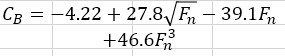 C_B = −4.22 + 27.8√F_n − 39.1F_n
+46.6F_n^3